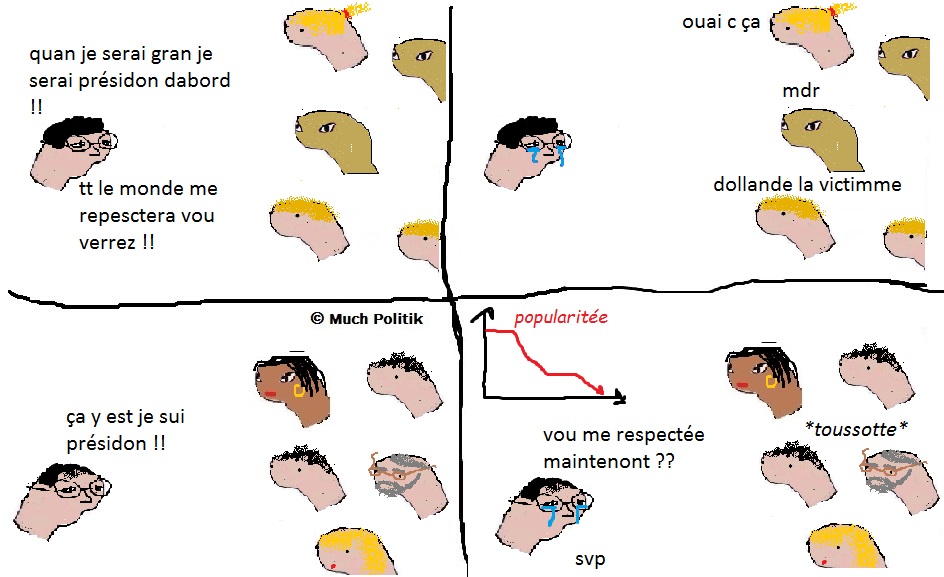 quan je serai gran je
serai présidon dabord
!!
tt le monde me
repesctera vou
verrez !!
ouai c ça
mdr
dollande la victimme
© Much Politik
ça y est je sui
présidon !!
popularitée
vou me respectée
maintenont ??
svp
*toussotte*